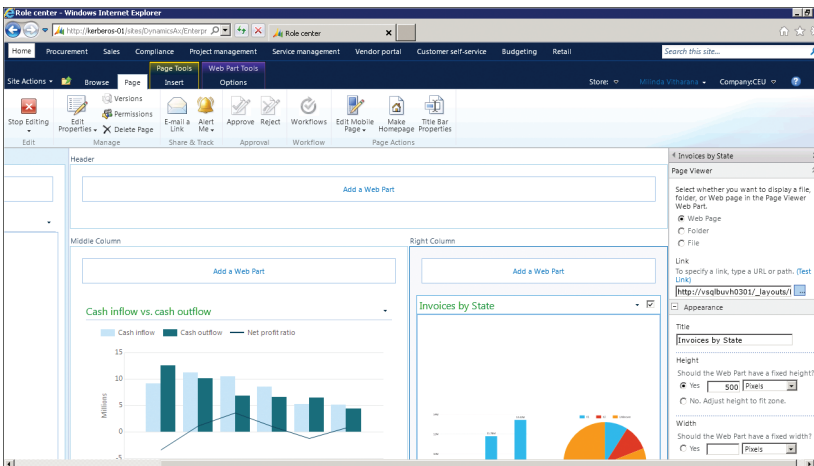 Role center - Windows Internet Explorer
http://kerberos-01/sites/DynamicsAx/Enterpr
Role center
Home Procurement Sales Compliance Project management Service management Vendor portal Customer self-service Budgeting Retail
Search this site...
Page Tools Web Part Tools
Site Actions Browse Page Insert Options
Store: Milinda Vitharana Company:CEU
Stop Editing
Edit Properties
Versions
Permissions
Delete Page
E-mail a Link
Alert Me
Approve Reject
Workflows
Edit Mobile Page
Make Homepage
Title Bar Properties
Edit Manage Share & Track Approval Workflow Page Actions
Header
Add a Web Part
Middle Column
Add a Web Part
Cash inflow vs. cash outflow
Cash inflow Cash outflow Net profit ratio
Millions
15
10
5
0
-5
Right Column
Add a Web Part
Invoices by State
Invoices by State
Page Viewer
Select whether you want to display a file,
folder, or Web page in the Page Viewer
Web Part.
Web Page
Folder
File
Link
To specify a link, type a URL or path. (Test
Link)
http://vsqlbuvh0301/_layouts/
...
Appearance
Title
Invoices by State
Height
Should the Web Part have a fixed height?
Yes 500 Pixels
No. Adjust height to fit zone.
Width
Should the Web Part have a fixed width?
Yes Pixels